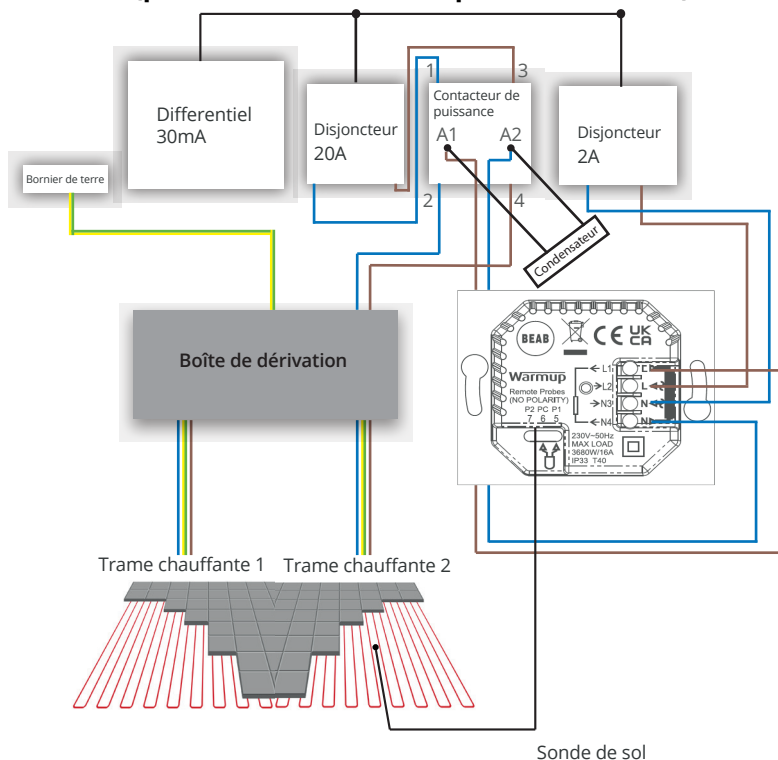 1
3
Contacteur de
puissance
Differentiel
30mA
Disjoncteur
20A
A1
A2
Disjoncteur
2A
Bornier de terre
2
4
Condensateur
Boîte de dérivation
BEAB
CE
UK
CA
Warmup
Remote Probes
(NO POLARITY)
P2 PC P1
7 6 5
L1
L2
L
N3
N
N4
N
230V~50Hz
MAX LOAD
3680W/16A
IP33 T40
Trame chauffante 1
Trame chauffante 2
Sonde de sol